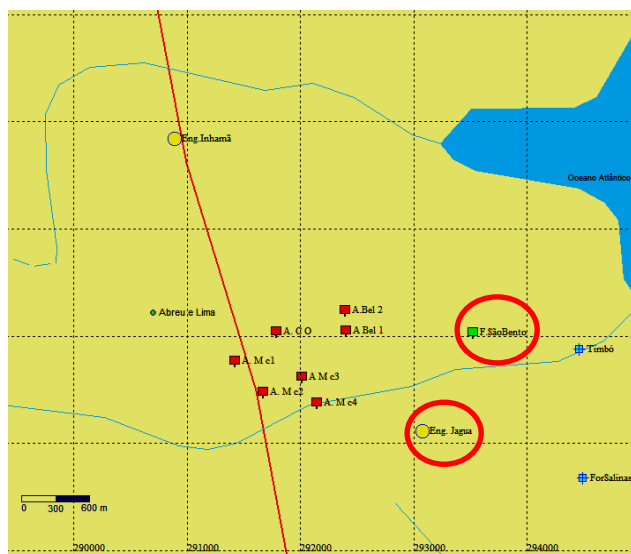 Eng.Inhamã
Oceano Atlântico
A.Bel 2
Abreu e Lima
A. C O
A Bel 1
F.SãoBento
Timbó
A. M c1
A M c3
A. M c2
A. M c4
Eng. Jagua
ForSalinas
0 300 600 m
290000 291000 292000 293000 294000